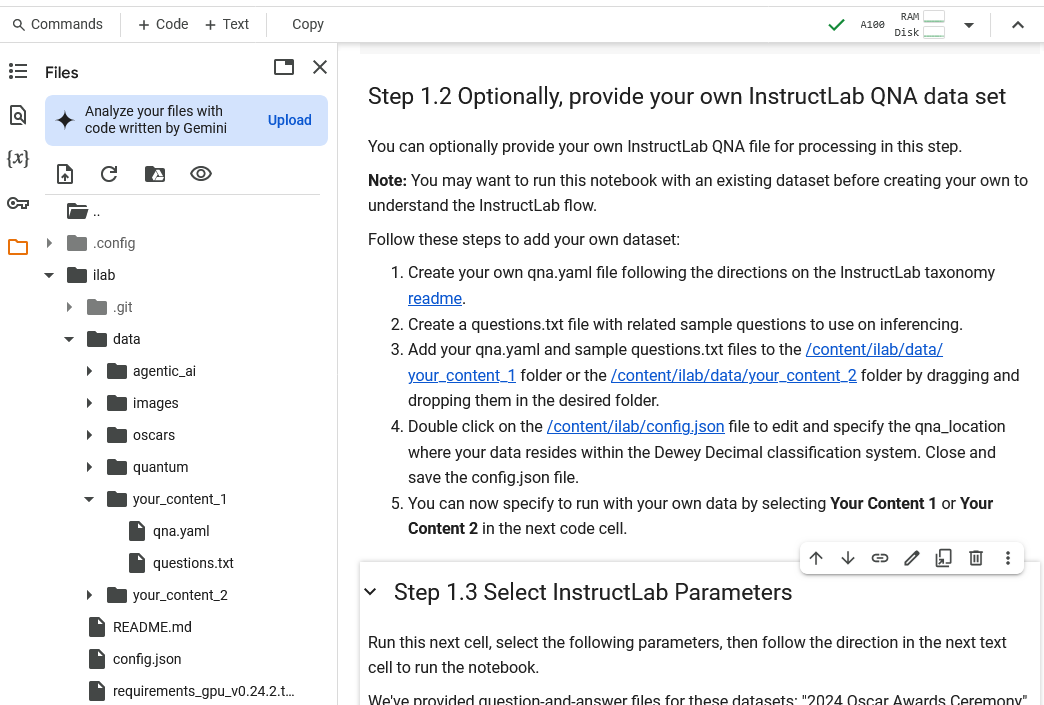 Commands
+ Code + Text
Copy
A100
RAM
Disk
Files
Analyze your files with
code written by Gemini
Upload
{x}
..
.config
ilab
.git
data
agentic_ai
images
oscars
quantum
your_content_1
qna.yaml
questions.txt
your_content_2
README.md
config.json
requirements_gpu_v0.24.2.t…
Step 1.2 Optionally, provide your own InstructLab QNA data set
You can optionally provide your own InstructLab QNA file for processing in this step.
Note: You may want to run this notebook with an existing dataset before creating your own to
understand the InstructLab flow.
Follow these steps to add your own dataset:
1. Create your own qna.yaml file following the directions on the InstructLab taxonomy
readme.
2. Create a questions.txt file with related sample questions to use on inferencing.
3. Add your qna.yaml and sample questions.txt files to the /content/ilab/data/
your_content_1 folder or the /content/ilab/data/your_content_2 folder by dragging and
dropping them in the desired folder.
4. Double click on the /content/ilab/config.json file to edit and specify the qna_location
where your data resides within the Dewey Decimal classification system. Close and
save the config.json file.
5. You can now specify to run with your own data by selecting Your Content 1 or Your
Content 2 in the next code cell.
Step 1.3 Select InstructLab Parameters
Run this next cell, select the following parameters, then follow the direction in the next text
cell to run the notebook.
We've provided question-and-answer files for these datasets: "2024 Oscar Awards Ceremony"